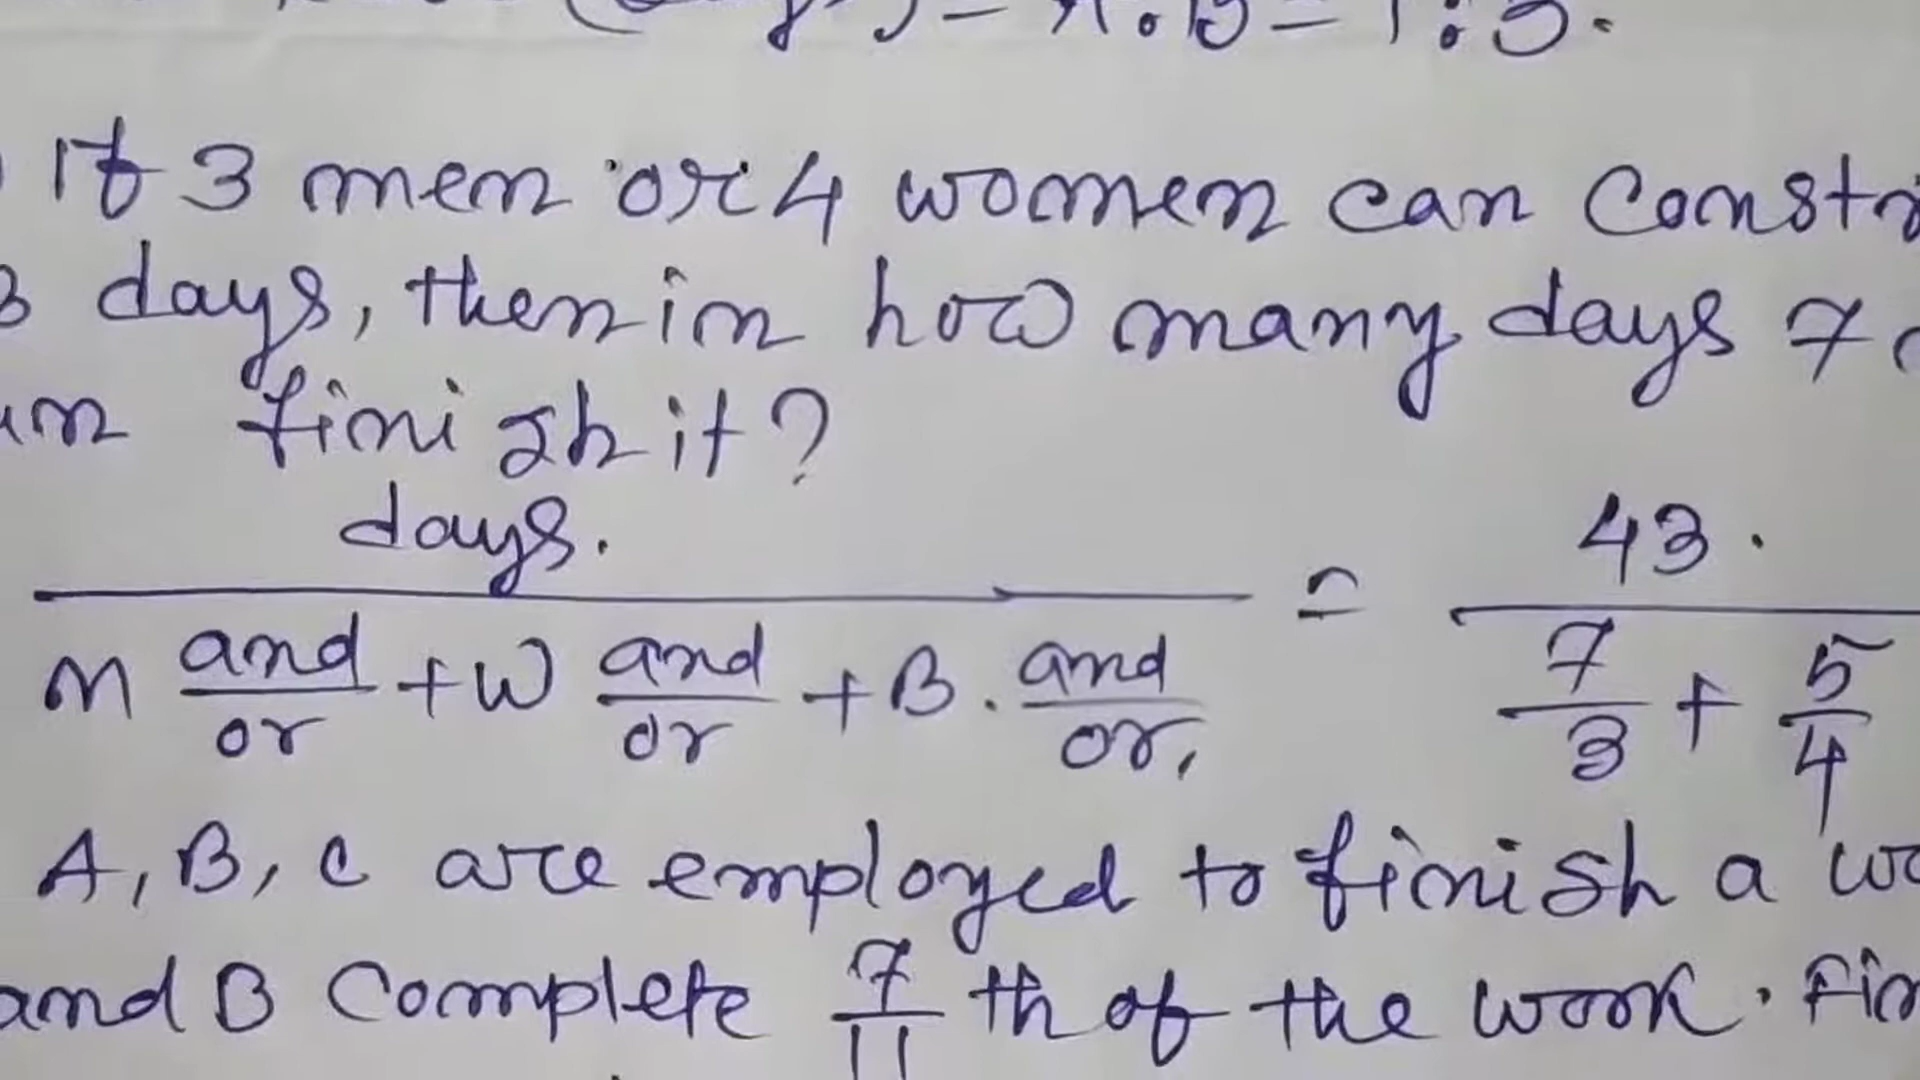 If 3 men or 4 women can
3 days, then in how many days 7
finish it?
days.
M and/or + W and/or + B. and/or, = 43. / 7/3 + 5/4
A, B, C are employed to finish a
and B Complete 7/11 th of the work.